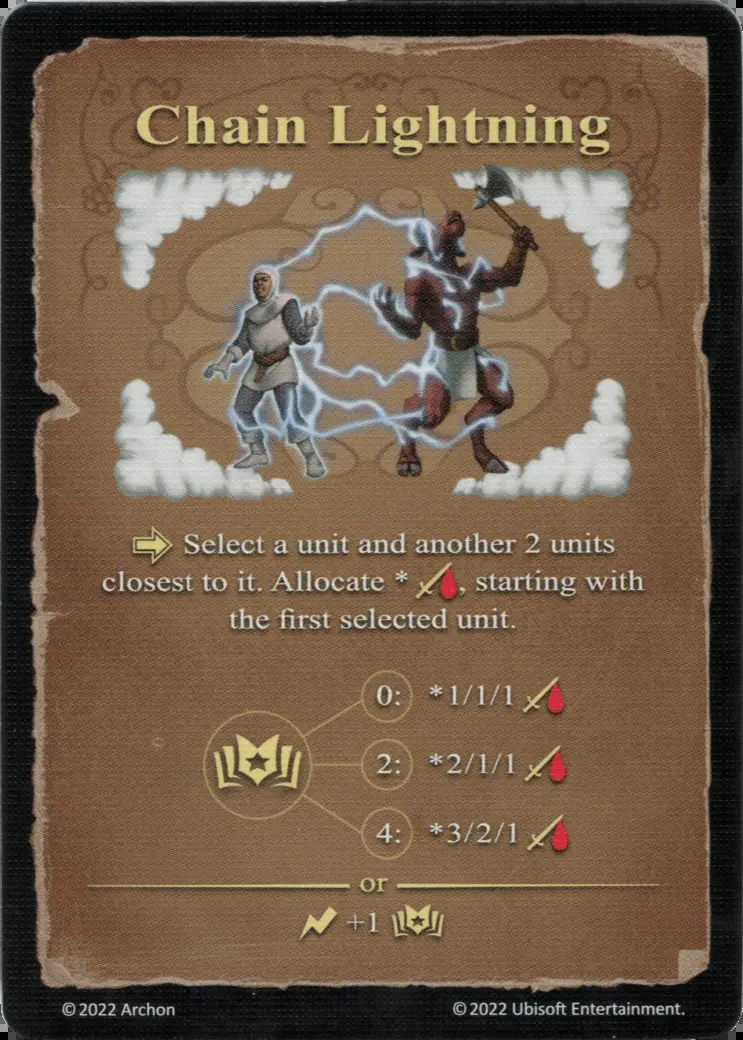 Chain Lightning
Select a unit and another 2 units
closest to it. Allocate * , starting with
the first selected unit.
0: *1/1/1
2: *2/1/1
4: *3/2/1
or
+1
© 2022 Archon
© 2022 Ubisoft Entertainment.